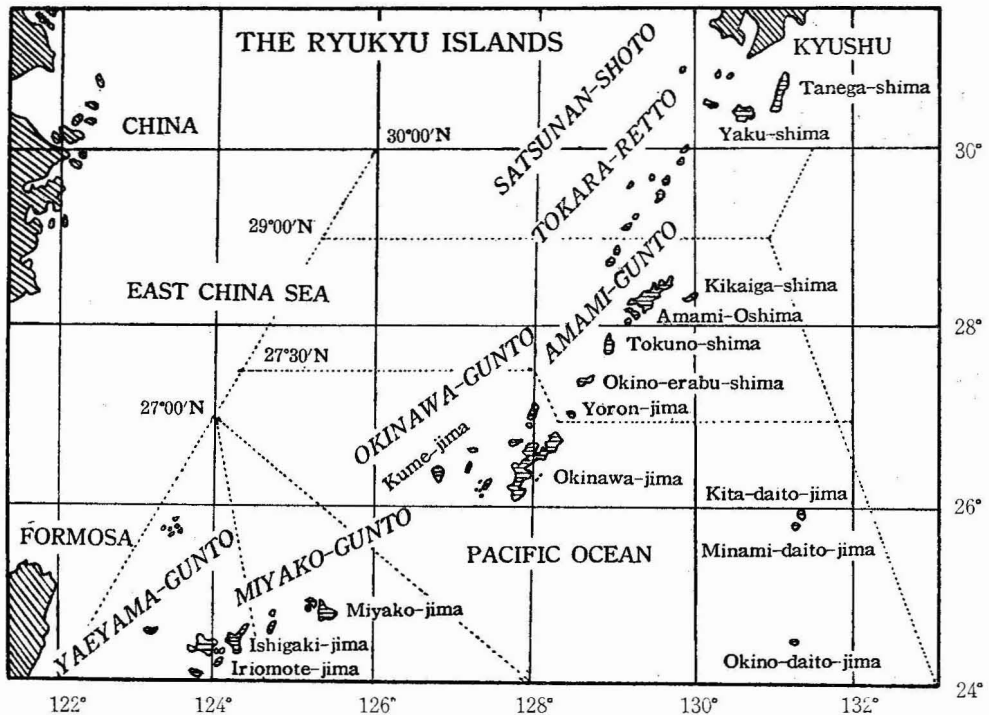 THE RYUKYU ISLANDS
KYUSHU
SATSUNAN-SHOTO
Tanega-shima
CHINA
30°00'N
Yaku-shima
30°
TOKARA-RETTO
29°00'N
AMAMI-GUNTO
EAST CHINA SEA
Kikaiga-shima
Amami-Oshima
28°
27°30'N
Tokuno-shima
OKINAWA-GUNTO
Okino-erabu-shima
27°00'N
Yoron-jima
Kume-jima
Okinawa-jima
Kita-daito-jima
26°
FORMOSA
MIYAKO-GUNTO
PACIFIC OCEAN
Minami-daito-jima
YAEYAMA-GUNTO
Miyako-jima
Ishigaki-jima
Iriomote-jima
Okino-daito-jima
24°
122° 124° 126° 128° 130° 132°